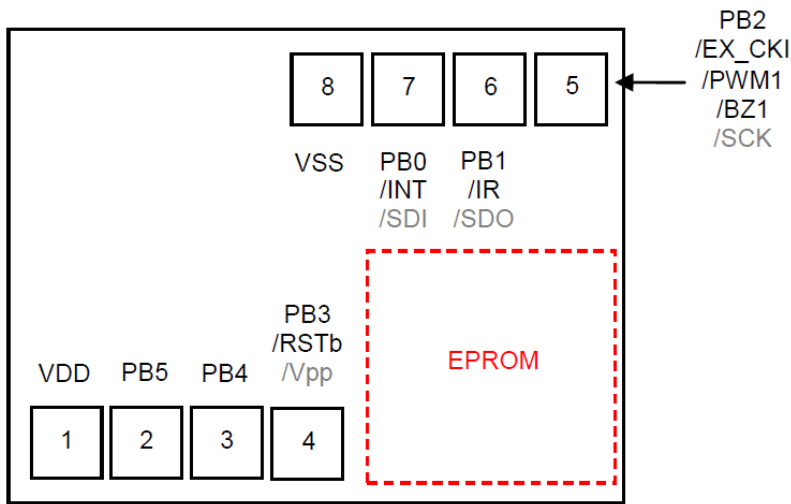 PB2
/EX_CKI
/PWM1
/BZ1
/SCK
8 7 6 5
VSS PB0 PB1
/INT /IR
/SDI /SDO
PB3
/RSTb
VDD PB5 PB4 /Vpp
EPROM
1 2 3 4